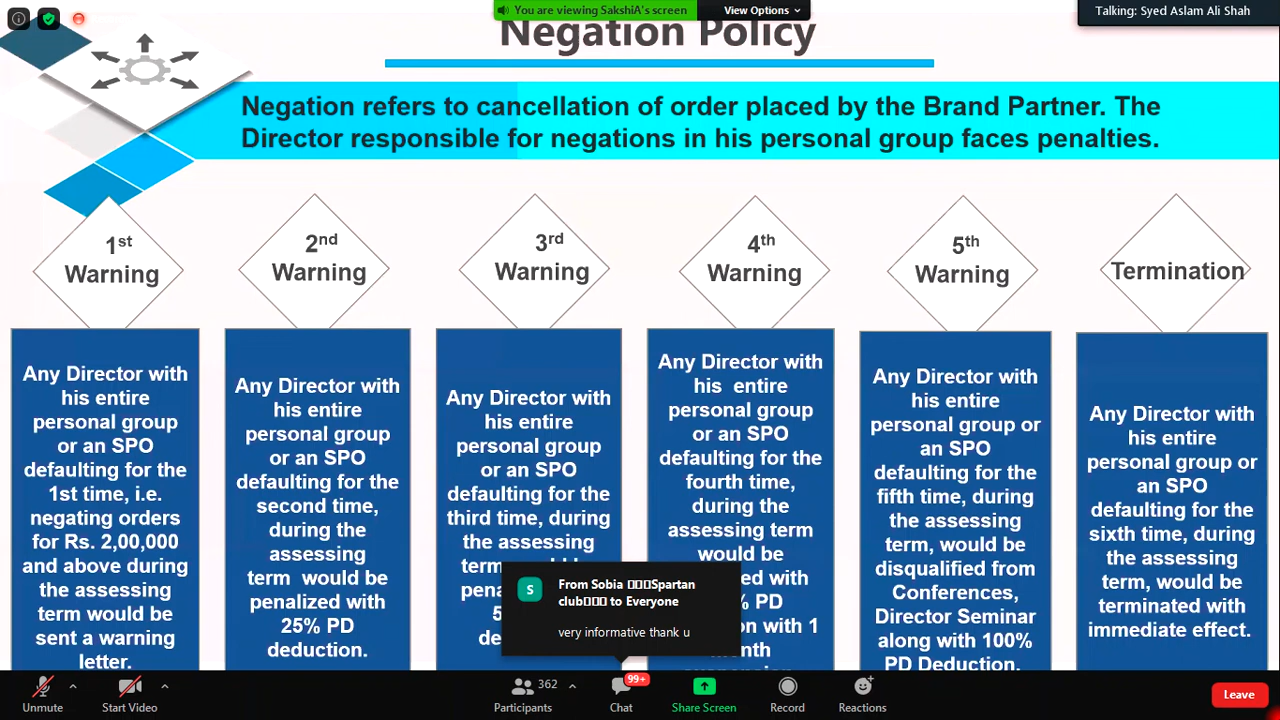 You are viewing SakshiA's screen
View Options
Talking: Syed Aslam Ali Shah
Negation Policy
Negation refers to cancellation of order placed by the Brand Partner. The
Director responsible for negations in his personal group faces penalties.
1st
Warning
Any Director with
his entire
personal group
or an SPO
defaulting for the
1st time, i.e.
negating orders
for Rs. 2,00,000
and above during
the assessing
term would be
sent a warning
letter.
2nd
Warning
Any Director with
his entire
personal group
or an SPO
defaulting for the
second time,
during the
assessing
term would be
penalized with
25% PD
deduction.
3rd
Warning
Any Director with
his entire
personal group
or an SPO
defaulting for the
third time, during
the assessing
term
4th
Warning
Any Director with
his entire
personal group
or an SPO
defaulting for the
fourth time,
during the
assessing term
would be
with
PD
with 1
month
5th
Warning
Any Director with
his entire
personal group or
an SPO
defaulting for the
fifth time, during
the assessing
term, would be
disqualified from
Conferences,
Director Seminar
along with 100%
PD Deduction.
Termination
Any Director with
his entire
personal group or
an SPO
defaulting for the
sixth time, during
the assessing
term, would be
terminated with
immediate effect.
S
From Sobia Spartan
club to Everyone
very informative thank u
Unmute
Start Video
362
Participants
99+
Chat
Share Screen
Record
Reactions
Leave